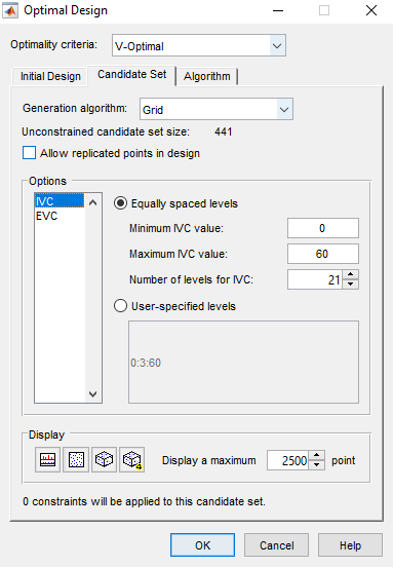 Optimal Design
Optimality criteria: V-Optimal
Initial Design Candidate Set Algorithm
Generation algorithm: Grid
Unconstrained candidate set size: 441
Allow replicated points in design
Options
IVC
EVC
Equally spaced levels
Minimum IVC value: 0
Maximum IVC value: 60
Number of levels for IVC: 21
User-specified levels
0:3:60
Display
4
Display a maximum 2500 point
0 constraints will be applied to this candidate set.
OK Cancel Help